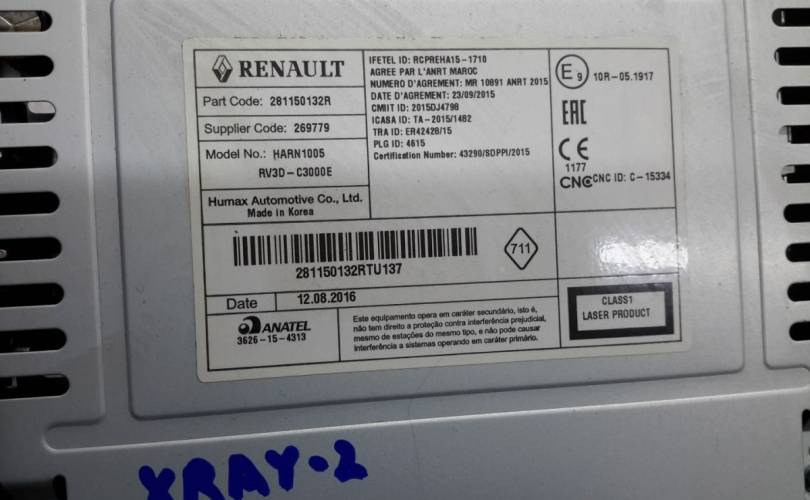 RENAULT
Part Code: 281150132R
Supplier Code: 269779
Model No.: HARN1005
RV3D-C3000E
Humax Automotive Co., Ltd.
Made in Korea
IFETEL ID: RCPREHA15-1710
AGREE PAR L'ANRT MAROC
NUMERO D'AGREMENT: MR 10891 ANRT 2015
DATE D'AGREMENT: 23/09/2015
CMIIT ID: 2015DJ4798
ICASA ID: TA-2015/1482
TRA ID: ER42428/15
PLG ID: 4615
Certification Number: 43290/SDPPI/2015
E9 10R-05.1917
EAC
CE
1177
CNC CNC ID: C-15334
281150132RTU137
711
Date 12.08.2016
ANATEL
3626-15-4313
Este equipamento opera em caráter secundário, isto é,
não tem direito a proteção contra interferência prejudicial,
mesmo de estações do mesmo tipo, e não pode causar
interferência a sistemas operando em caráter primário.
CLASS1
LASER PRODUCT
XRAY-2